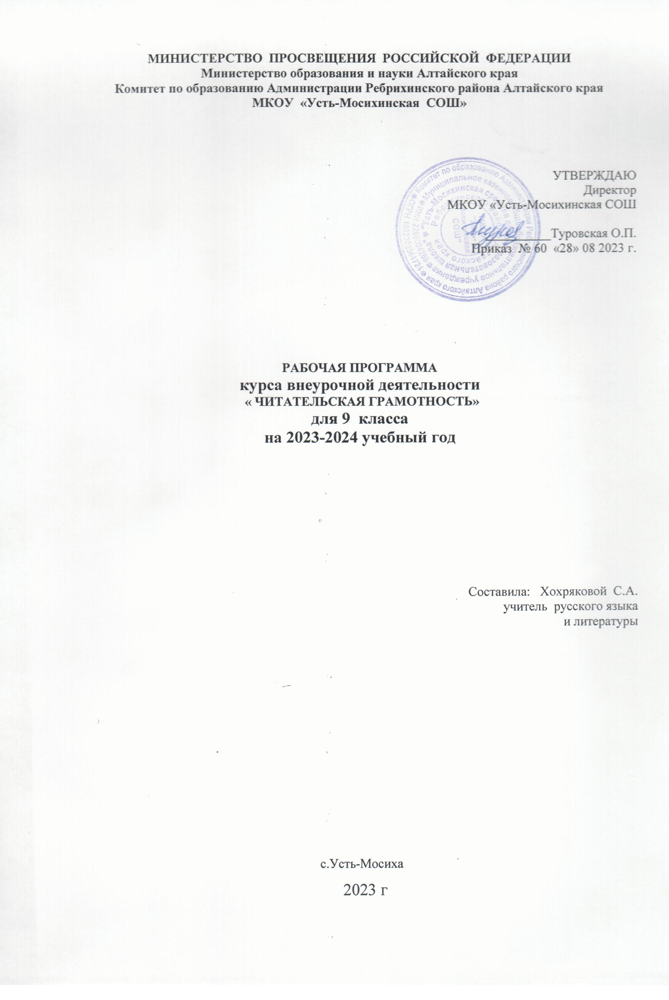 МИНИСТЕРСТВО ПРОСВЕЩЕНИЯ РОССИЙСКОЙ ФЕДЕРАЦИИ
Министерство образования и науки Алтайского края
Комитет по образованию Администрации Ребрихинского района Алтайского края
МКОУ «Усть-Мосихинская СОШ»
УТВЕРЖДАЮ
Директор
МКОУ «Усть-Мосихинская СОШ
__________Туровская О.П.
Приказ № 60 «28» 08 2023 г.
Комитет по образованию Администрации Ребрихинского района Алтайского края
ОГРН 1022202564724
Муниципальное казенное общеобразовательное учреждение
ИНН 2266004286
"Усть-Мосихинская средняя общеобразовательная школа"
Ребрихинского района Алтайского края
СОШ"
РАБОЧАЯ ПРОГРАММА
курса внеурочной деятельности
« ЧИТАТЕЛЬСКАЯ ГРАМОТНОСТЬ»
для 9 класса
на 2023-2024 учебный год
Составила: Хохряковой С.А.
учитель русского языка
и литературы
с.Усть-Мосиха
2023 г